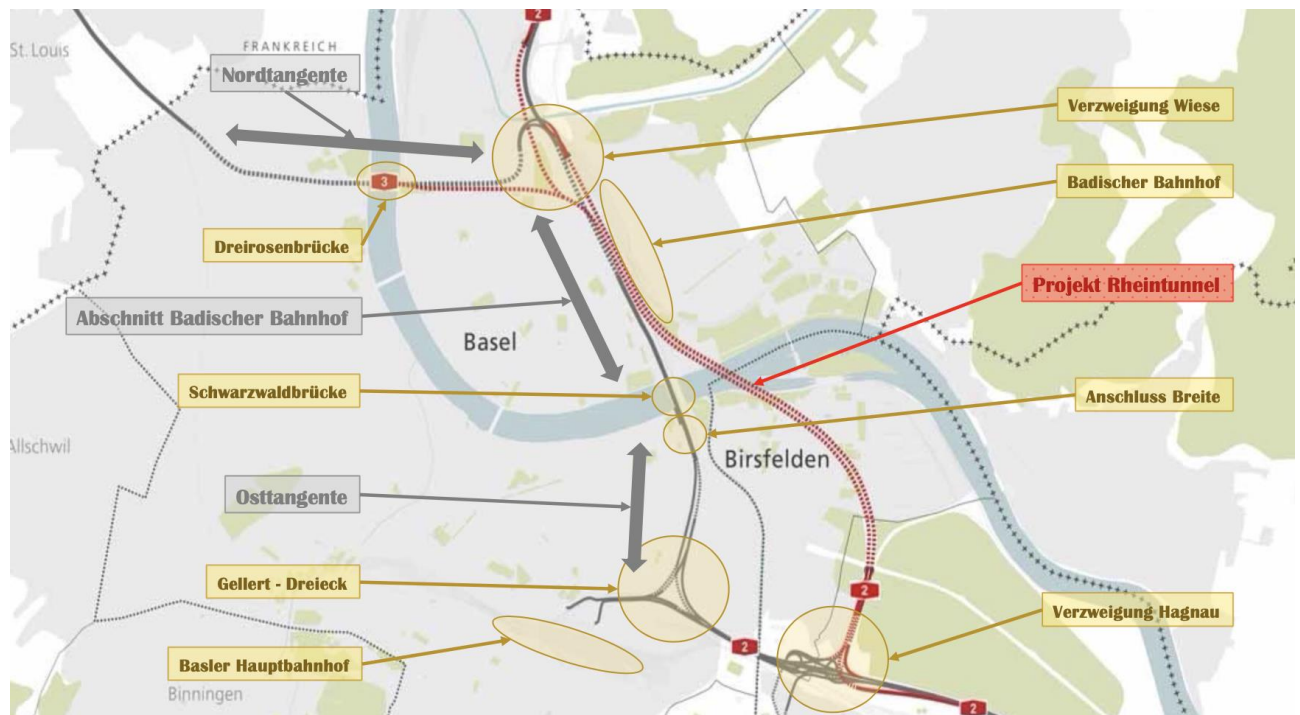 2
St. Louis
FRANKREICH
Nordtangente
Verzweigung Wiese
3
Badischer Bahnhof
Dreirosenbrücke
Projekt Rheintunnel
Abschnitt Badischer Bahnhof
Basel
Schwarzwaldbrücke
Anschluss Breite
Allschwil
Birsfelden
Osttangente
Gellert - Dreieck
2
Verzweigung Hagnau
2
Basler Hauptbahnhof
Binningen
2